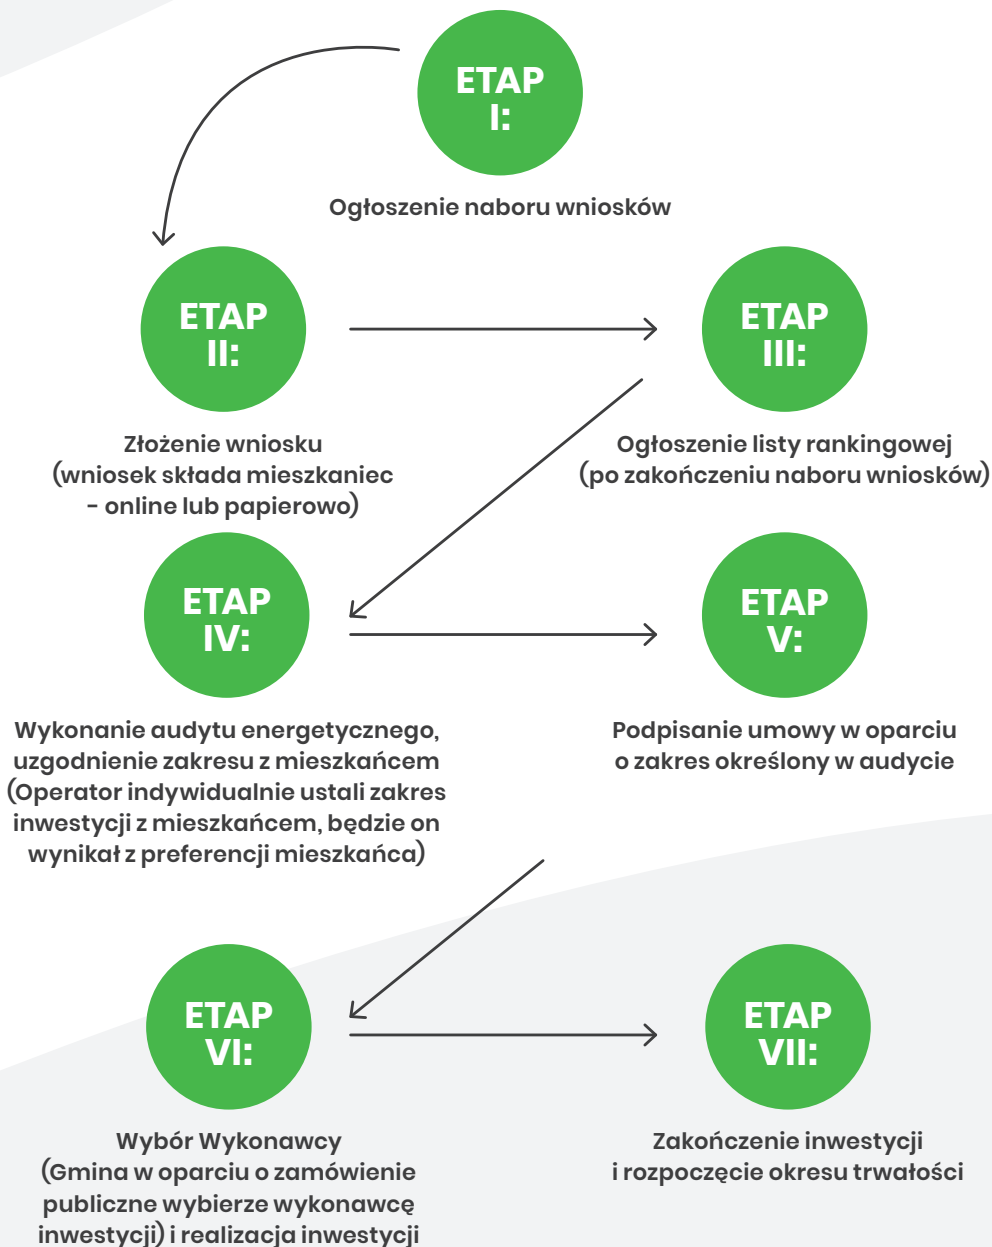 ETAP
I:
Ogłoszenie naboru wniosków
ETAP
II:
Złożenie wniosku
(wniosek składa mieszkaniec
- online lub papierowo)
ETAP
III:
Ogłoszenie listy rankingowej
(po zakończeniu naboru wniosków)
ETAP
IV:
Wykonanie audytu energetycznego,
uzgodnienie zakresu z mieszkańcem
(Operator indywidualnie ustali zakres
inwestycji z mieszkańcem, będzie on
wynikał z preferencji mieszkańca)
ETAP
V:
Podpisanie umowy w oparciu
o zakres określony w audycie
ETAP
VI:
Wybór Wykonawcy
(Gmina w oparciu o zamówienie
publiczne wybierze wykonawcę
inwestycji) i realizacja inwestycji
ETAP
VII:
Zakończenie inwestycji
i rozpoczęcie okresu trwałości